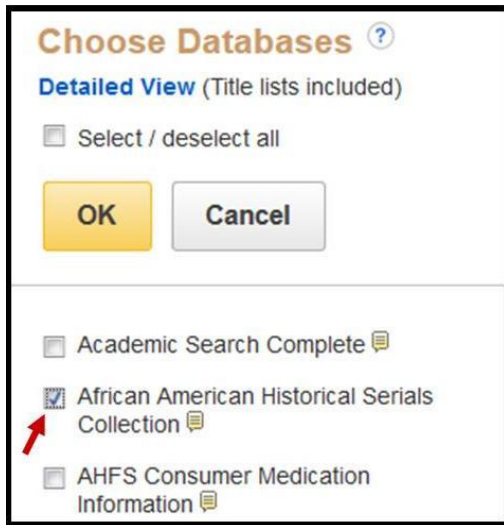 Choose Databases ?
Detailed View (Title lists included)
Select / deselect all
OK Cancel
Academic Search Complete
African American Historical Serials
Collection
AHFS Consumer Medication
Information